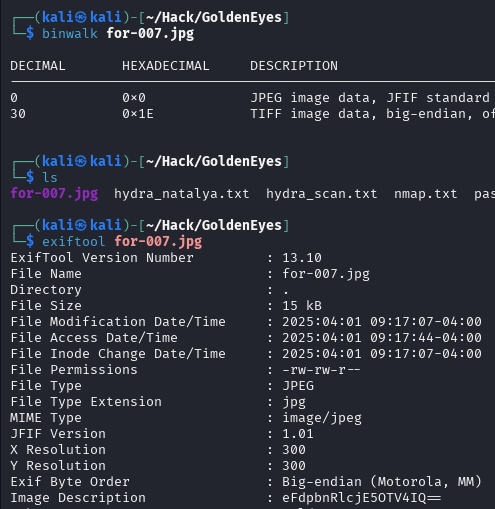 ┌──(kali㉿kali)-[~/Hack/GoldenEyes]
└─$ binwalk for-007.jpg
DECIMAL       HEXADECIMAL     DESCRIPTION
0             0x0             JPEG image data, JFIF standard
30            0x1E            TIFF image data, big-endian, of
┌──(kali㉿kali)-[~/Hack/GoldenEyes]
└─$ ls
for-007.jpg  hydra_natalya.txt  hydra_scan.txt  nmap.txt  pas
┌──(kali㉿kali)-[~/Hack/GoldenEyes]
└─$ exiftool for-007.jpg
ExifTool Version Number         : 13.10
File Name                       : for-007.jpg
Directory                       : .
File Size                       : 15 kB
File Modification Date/Time     : 2025:04:01 09:17:07-04:00
File Access Date/Time           : 2025:04:01 09:17:44-04:00
File Inode Change Date/Time     : 2025:04:01 09:17:07-04:00
File Permissions                : -rw-rw-r--
File Type                       : JPEG
File Type Extension             : jpg
MIME Type                       : image/jpeg
JFIF Version                    : 1.01
X Resolution                    : 300
Y Resolution                    : 300
Exif Byte Order                 : Big-endian (Motorola, MM)
Image Description               : eFdpbnRlcjE5OTV4IQ==